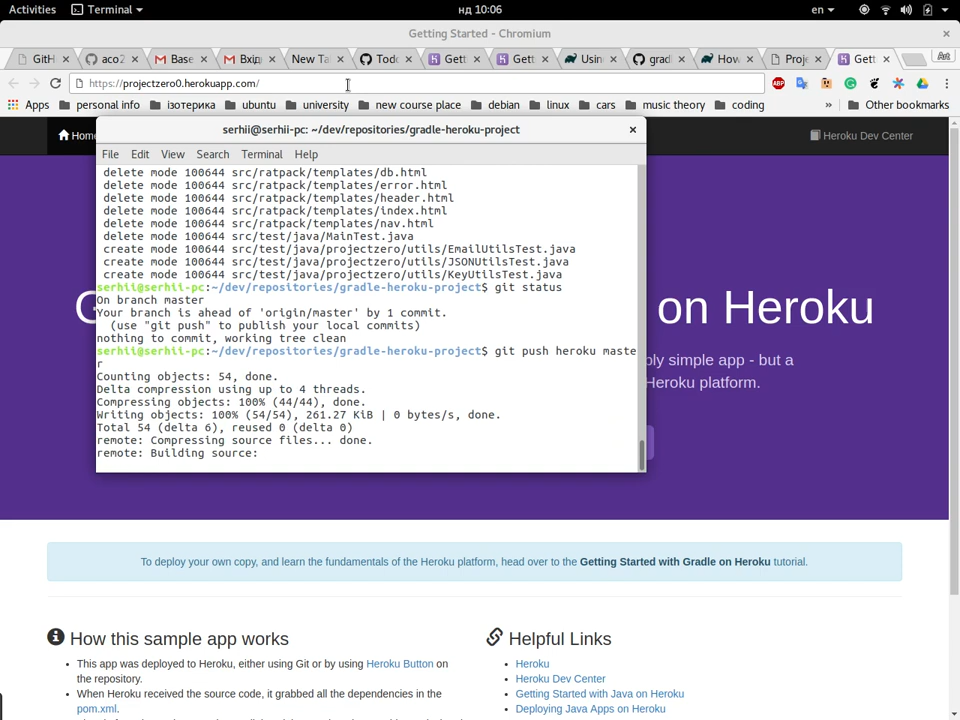 Activities Terminal нд 10:06 en
Getting Started - Chromium
GitH aco2 Base Вхід New Ta Todo Gett Gett Usin grad How Proje Gett Art
https://projectzero0.herokuapp.com/
Apps personal info ізотерика ubuntu university new course place debian linux cars music theory coding » Other bookmarks
Home Heroku Dev Center
serhii@serhii-pc: ~/dev/repositories/gradle-heroku-project
File Edit View Search Terminal Help
delete mode 100644 src/ratpack/templates/db.html
delete mode 100644 src/ratpack/templates/error.html
delete mode 100644 src/ratpack/templates/header.html
delete mode 100644 src/ratpack/templates/index.html
delete mode 100644 src/ratpack/templates/nav.html
delete mode 100644 src/test/java/MainTest.java
create mode 100644 src/test/java/projectzero/utils/EmailUtilsTest.java
create mode 100644 src/test/java/projectzero/utils/JSONUtilsTest.java
create mode 100644 src/test/java/projectzero/utils/KeyUtilsTest.java
serhii@serhii-pc:~/dev/repositories/gradle-heroku-project$ git status
On branch master
Your branch is ahead of 'origin/master' by 1 commit.
(use "git push" to publish your local commits)
nothing to commit, working tree clean
serhii@serhii-pc:~/dev/repositories/gradle-heroku-project$ git push heroku maste
r
Counting objects: 54, done.
Delta compression using up to 4 threads.
Compressing objects: 100% (44/44), done.
Writing objects: 100% (54/54), 261.27 KiB | 0 bytes/s, done.
Total 54 (delta 6), reused 0 (delta 0)
remote: Compressing source files... done.
remote: Building source:
G on Heroku
ply simple app - but a
Heroku platform.
To deploy your own copy, and learn the fundamentals of the Heroku platform, head over to the Getting Started with Gradle on Heroku tutorial.
How this sample app works
This app was deployed to Heroku, either using Git or by using Heroku Button on
the repository.
When Heroku received the source code, it grabbed all the dependencies in the
pom.xml.
Helpful Links
Heroku
Heroku Dev Center
Getting Started with Java on Heroku
Deploying Java Apps on Heroku